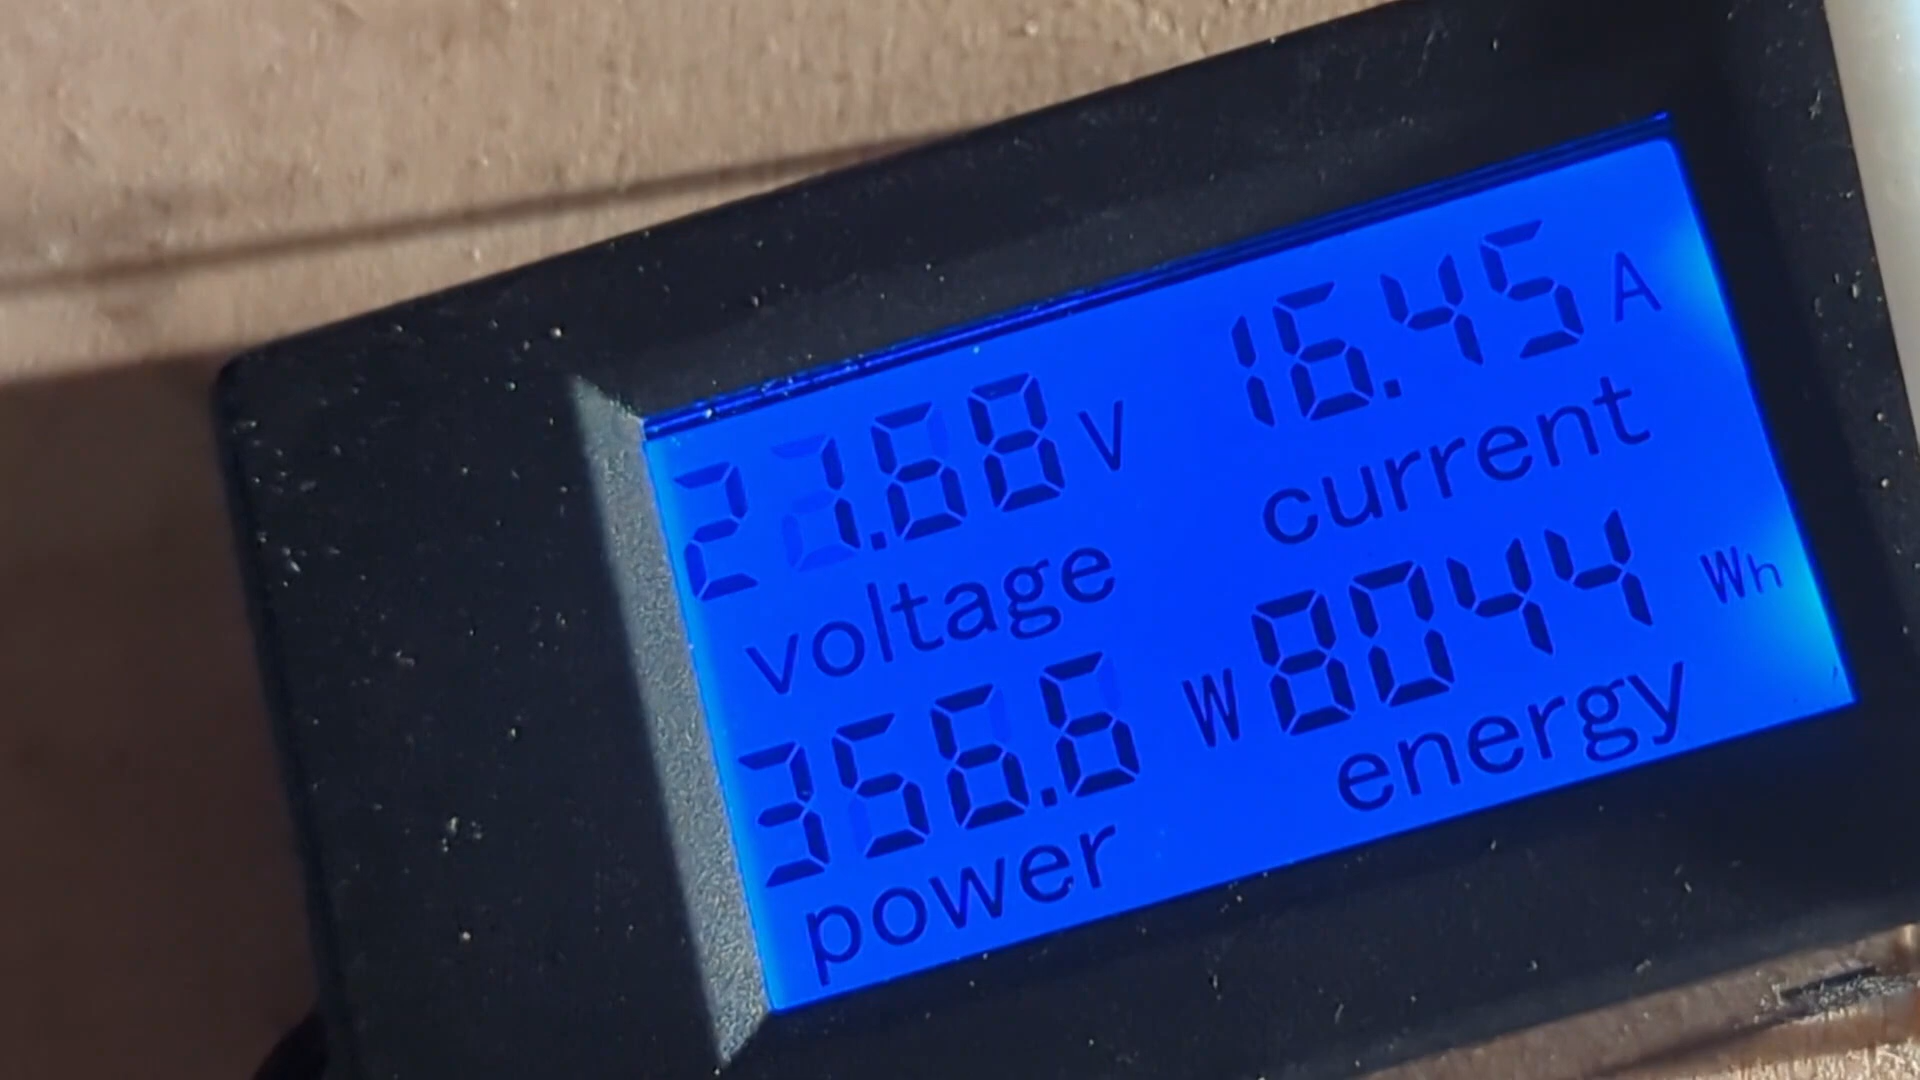 21.68 V
16.45 A
voltage
current
356.6 W
8044 Wh
power
energy